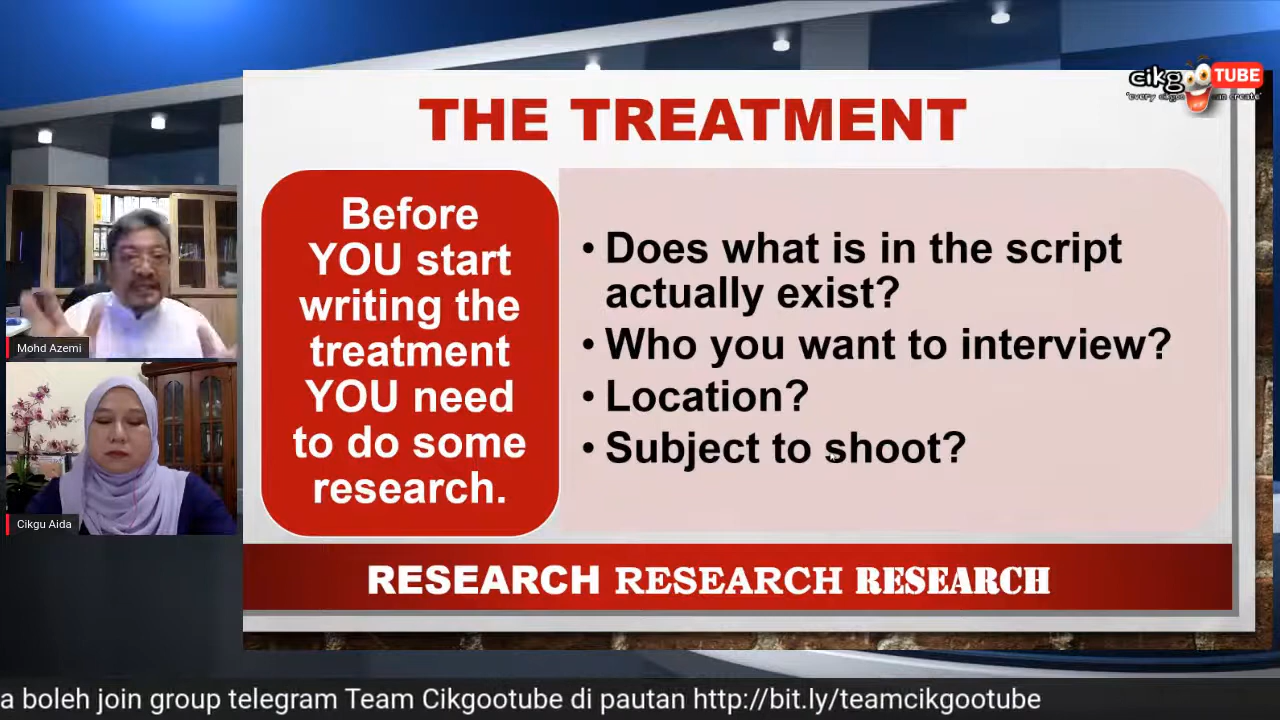 THE TREATMENT
cikgoo TUBE
Before
YOU start
writing the
treatment
YOU need
to do some
research.
• Does what is in the script
actually exist?
• Who you want to interview?
• Location?
• Subject to shoot?
RESEARCH RESEARCH RESEARCH
Mohd Azemi
Cikgu Aida
a boleh join group telegram Team Cikgootube di pautan http://bit.ly/teamcikgootube